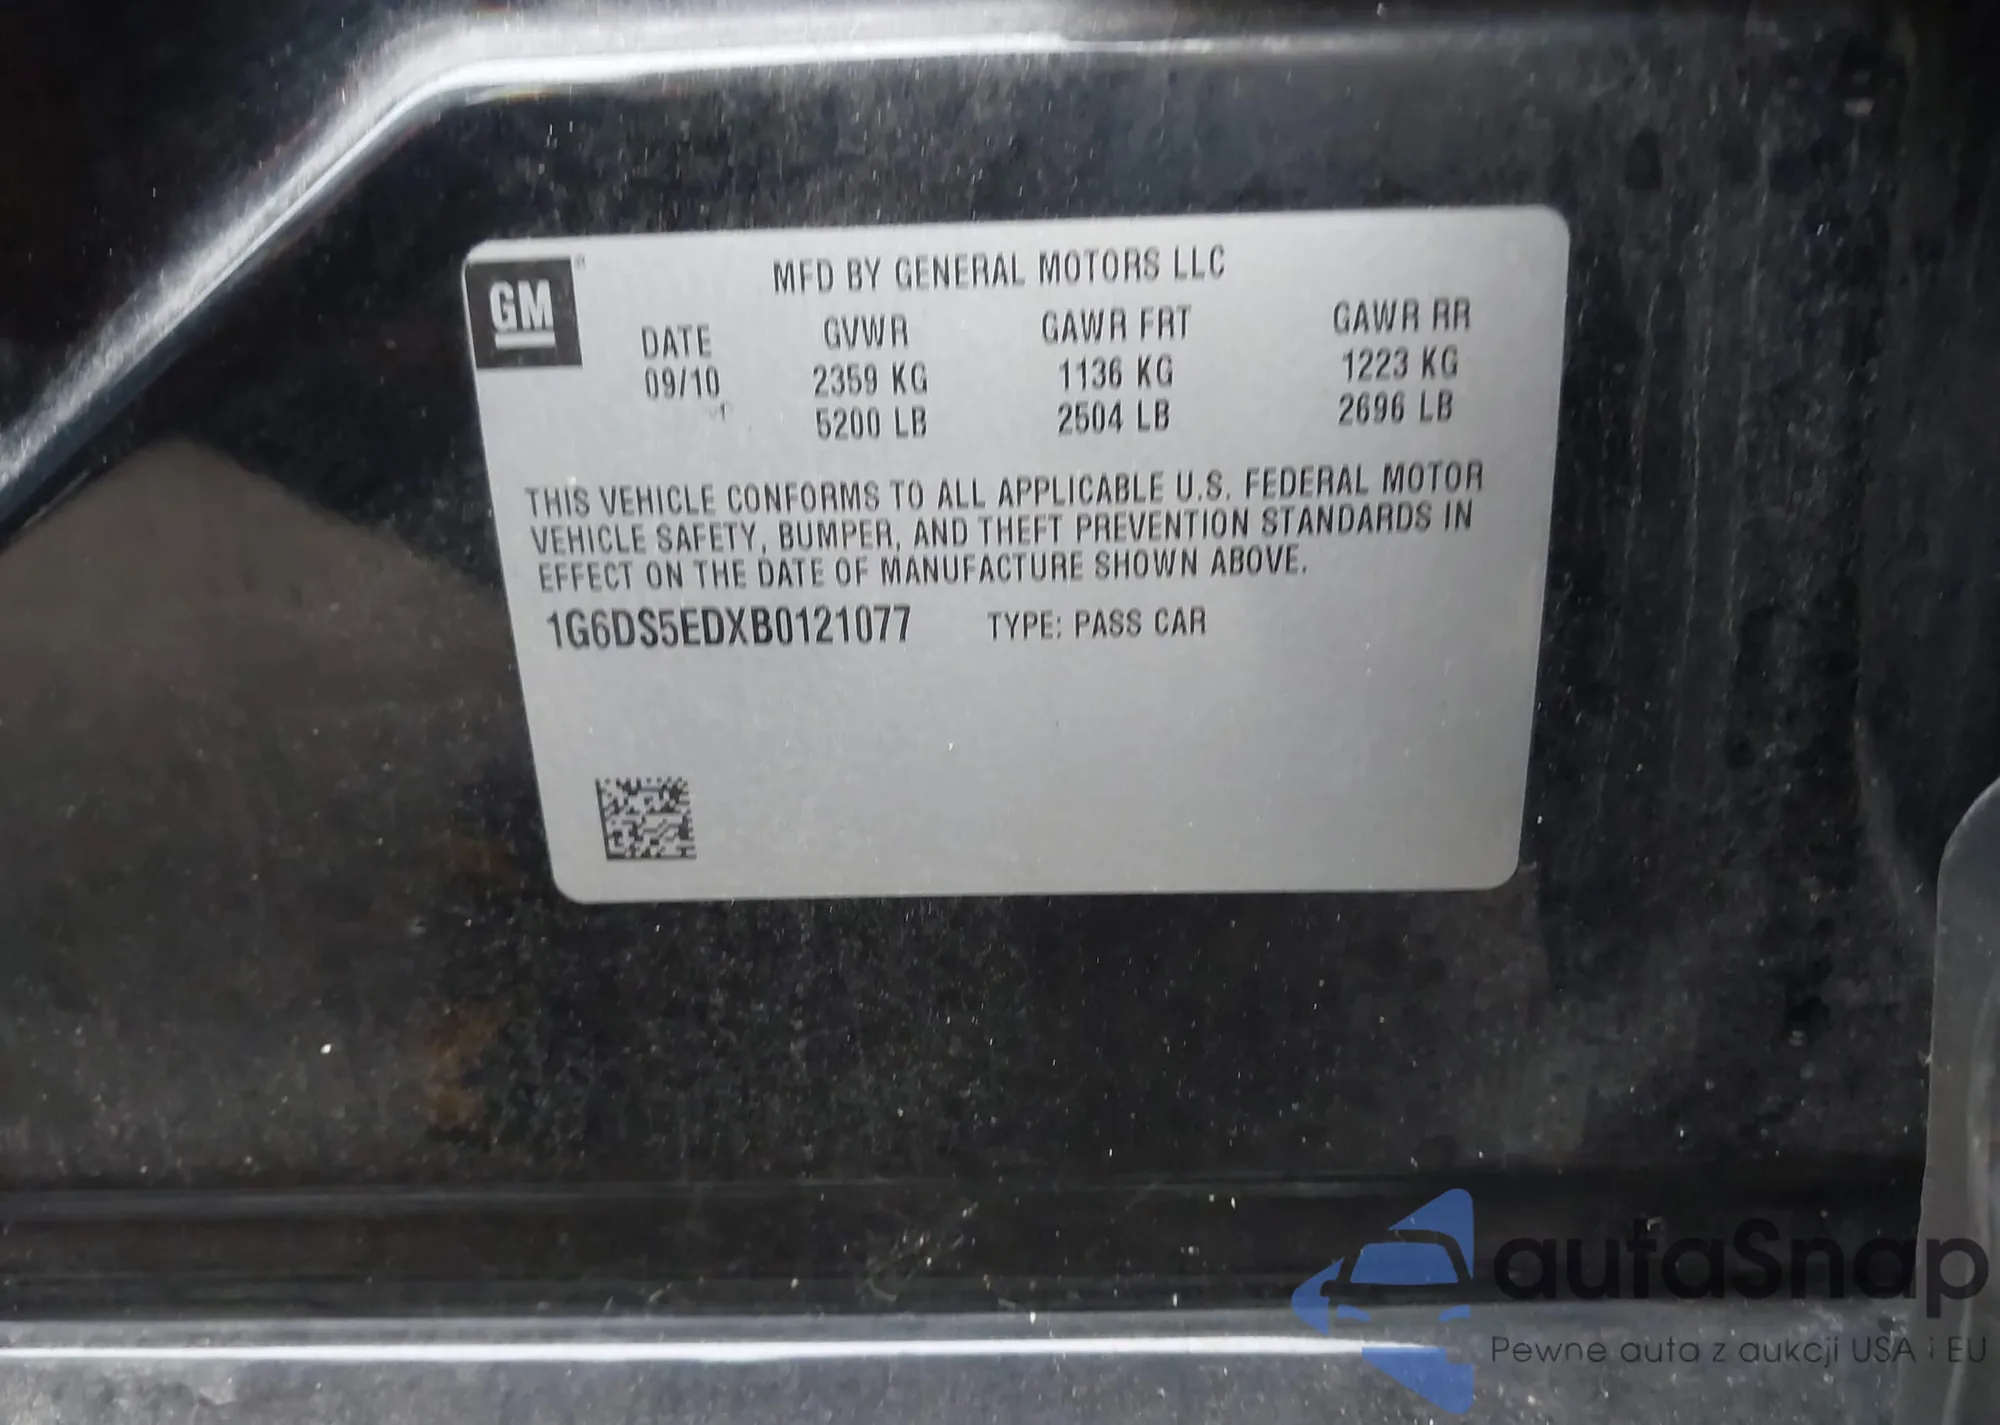 GM
MFD BY GENERAL MOTORS LLC
DATE GVWR GAWR FRT GAWR RR
09/10 2359 KG 1136 KG 1223 KG
5200 LB 2504 LB 2696 LB
THIS VEHICLE CONFORMS TO ALL APPLICABLE U.S. FEDERAL MOTOR
VEHICLE SAFETY, BUMPER, AND THEFT PREVENTION STANDARDS IN
EFFECT ON THE DATE OF MANUFACTURE SHOWN ABOVE.
1G6DS5EDXB0121077 TYPE: PASS CAR
autaSnap
Pewne auta z aukcji USA i EU